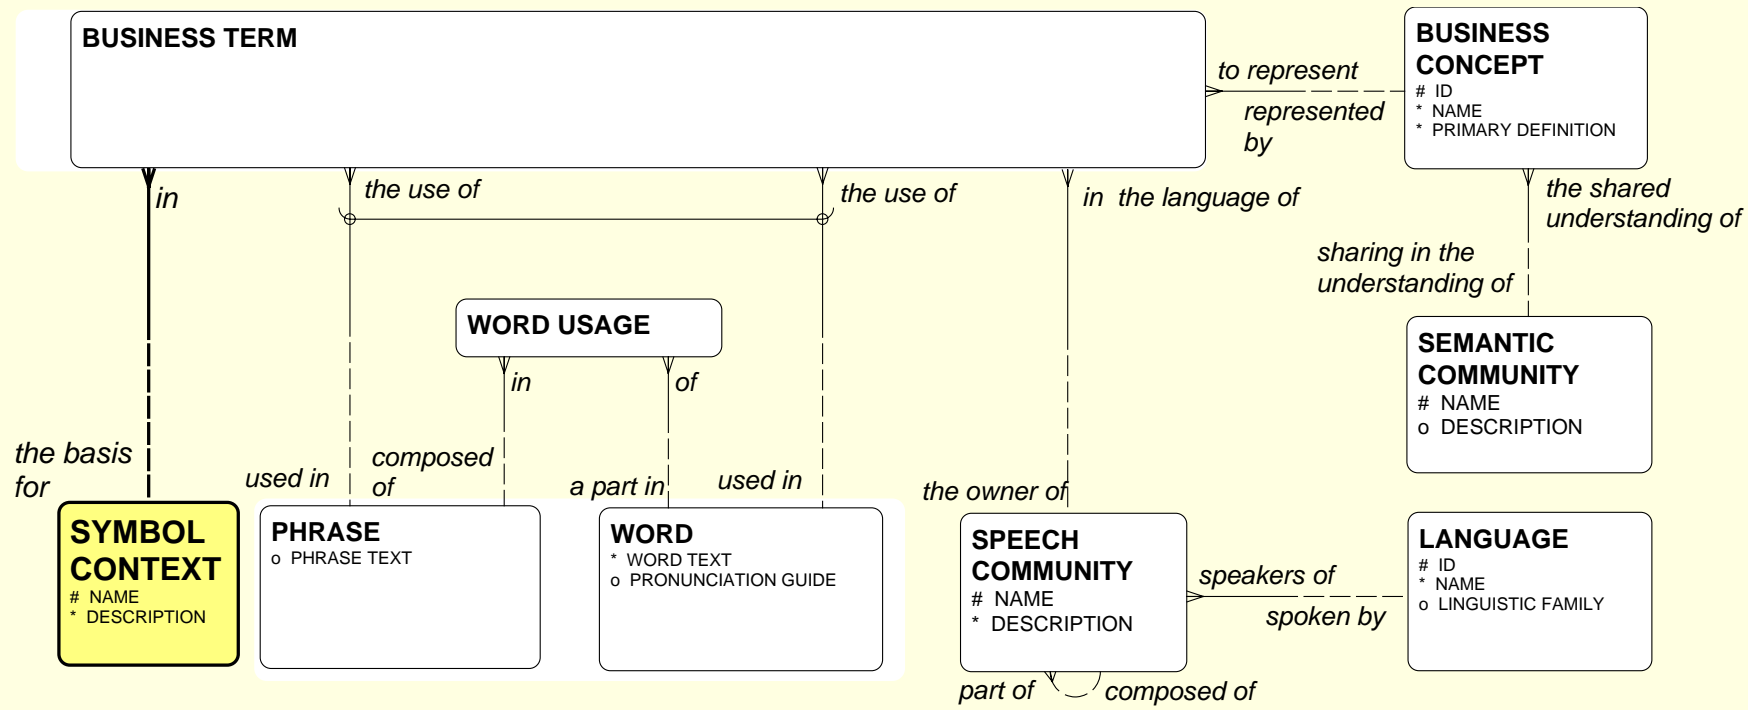 BUSINESS TERM
BUSINESS
CONCEPT
# ID
* NAME
* PRIMARY DEFINITION
to represent
represented
by
in
the use of
the use of
in the language of
the shared
understanding of
sharing in the
understanding of
WORD USAGE
in
of
SEMANTIC
COMMUNITY
# NAME
o DESCRIPTION
the basis
for
used in
composed
of
a part in
used in
the owner of
SYMBOL
CONTEXT
# NAME
* DESCRIPTION
PHRASE
o PHRASE TEXT
WORD
* WORD TEXT
o PRONUNCIATION GUIDE
SPEECH
COMMUNITY
# NAME
* DESCRIPTION
speakers of
spoken by
LANGUAGE
# ID
* NAME
o LINGUISTIC FAMILY
part of
composed of